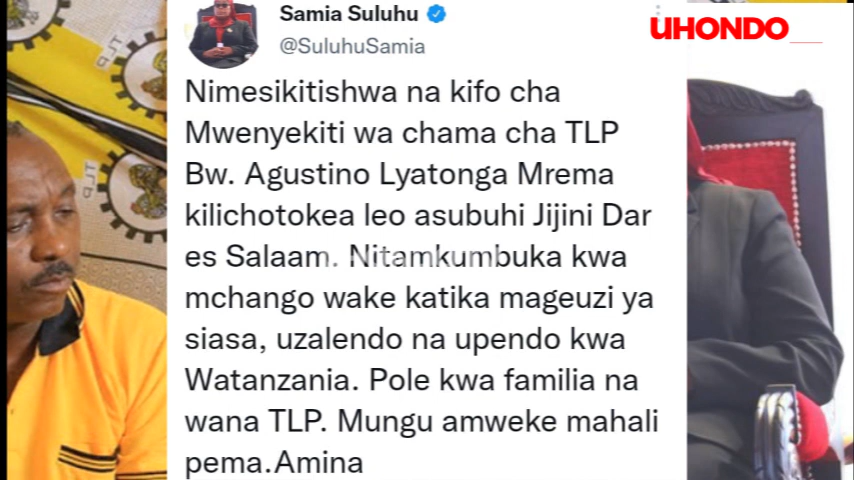 Samia Suluhu
@SuluhuSamia
UHONDO
Nimesikitishwa na kifo cha
Mwenyekiti wa chama cha TLP
Bw. Agustino Lyatonga Mrema
kilichotokea leo asubuhi Jijini Dar
es Salaam. Nitamkumbuka kwa
mchango wake katika mageuzi ya
siasa, uzalendo na upendo kwa
Watanzania. Pole kwa familia na
wana TLP. Mungu amweke mahali
pema.Amina
TLP
TLP